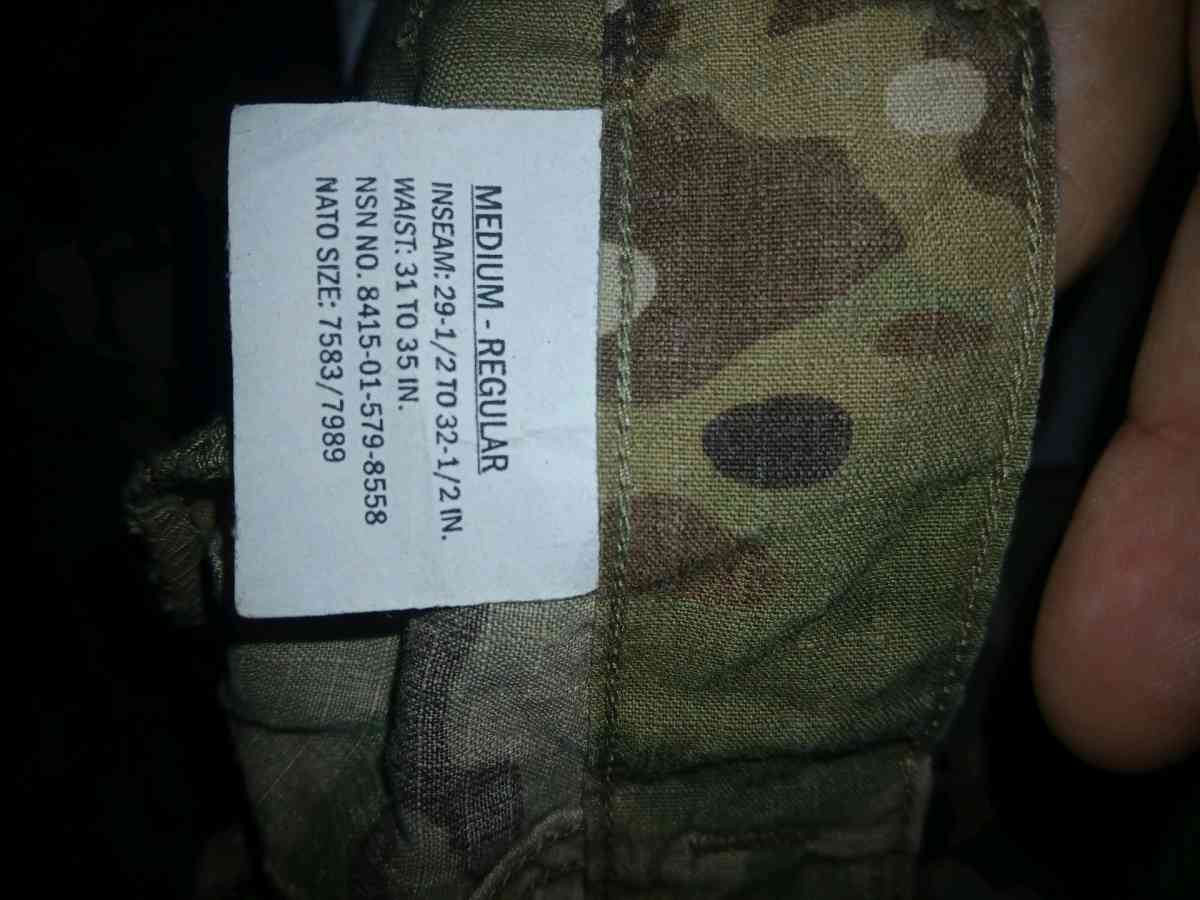 MEDIUM - REGULAR
INSEAM: 29-1/2 TO 32-1/2 IN.
WAIST: 31 TO 35 IN.
NSN NO. 8415-01-579-8558
NATO SIZE: 7583/7989